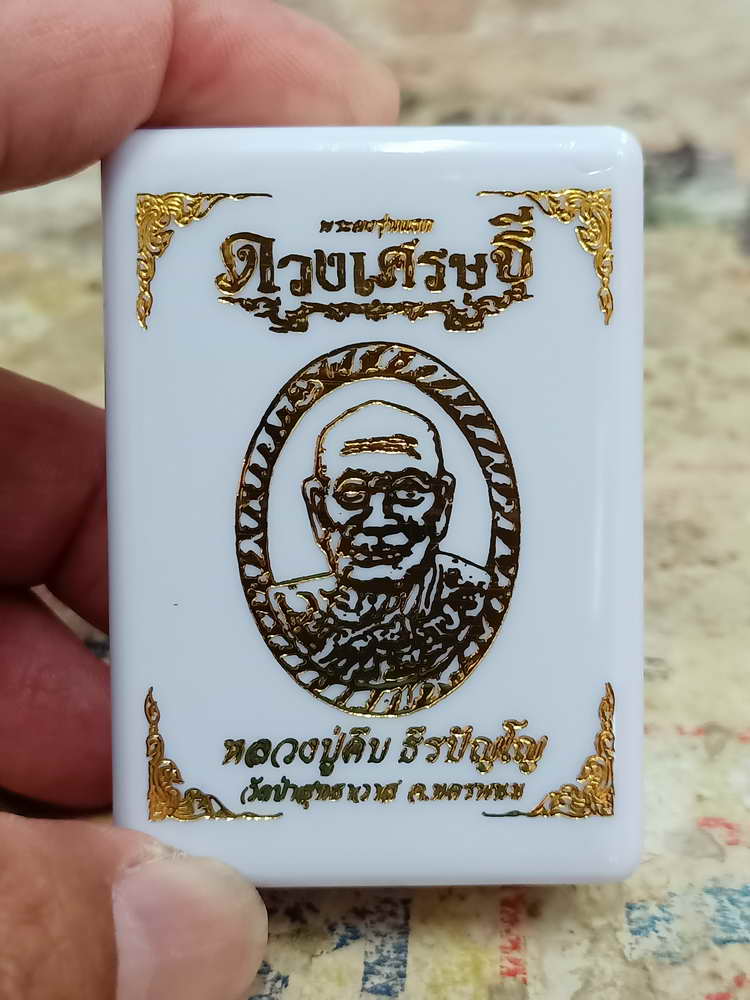 พระผงรุ่นแรก
ดวงเศรษฐี
หลวงปู่คืบ ธีรปัญโญ
(วัดป่าสุทธาวาส จ.นครพนม